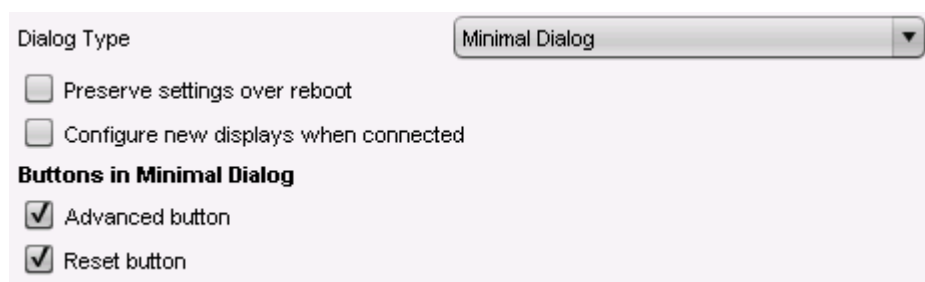 Dialog Type Minimal Dialog
Preserve settings over reboot
Configure new displays when connected
Buttons in Minimal Dialog
Advanced button
Reset button